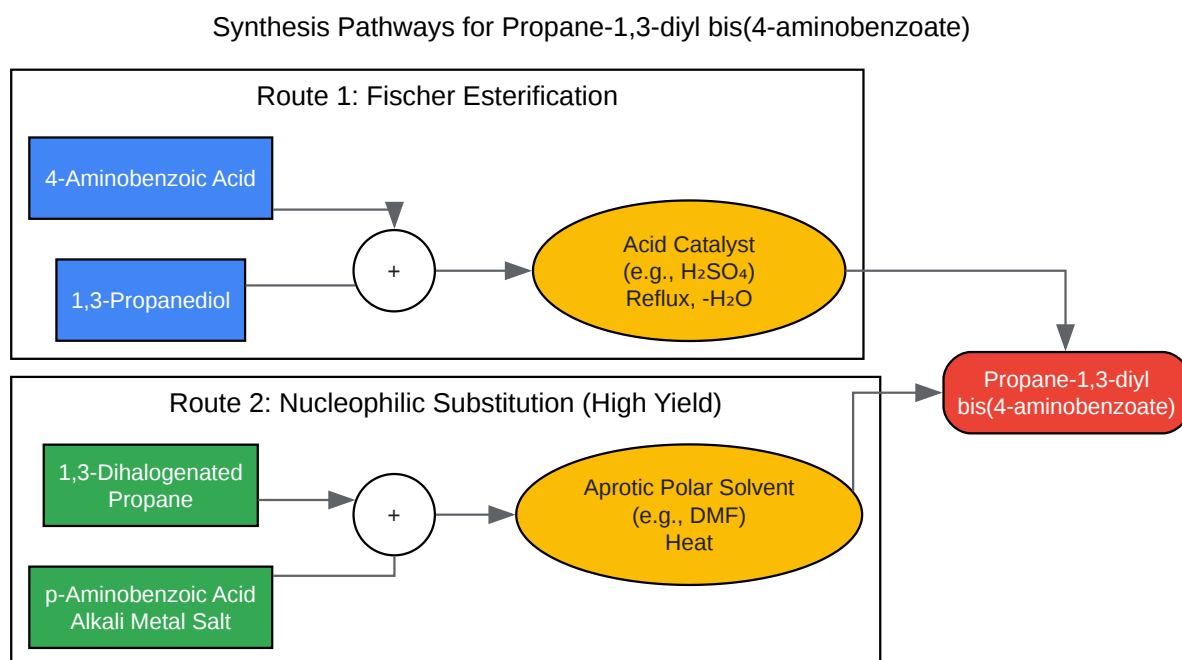 Synthesis Pathways for Propane-1,3-diyl bis(4-aminobenzoate)
Route 1: Fischer Esterification
4-Aminobenzoic Acid
1,3-Propanediol
+
Acid Catalyst
(e.g., H₂SO₄)
Reflux, -H₂O
Propane-1,3-diyl
bis(4-aminobenzoate)
Route 2: Nucleophilic Substitution (High Yield)
1,3-Dihalogenated
Propane
p-Aminobenzoic Acid
Alkali Metal Salt
+
Aprotic Polar Solvent
(e.g., DMF)
Heat